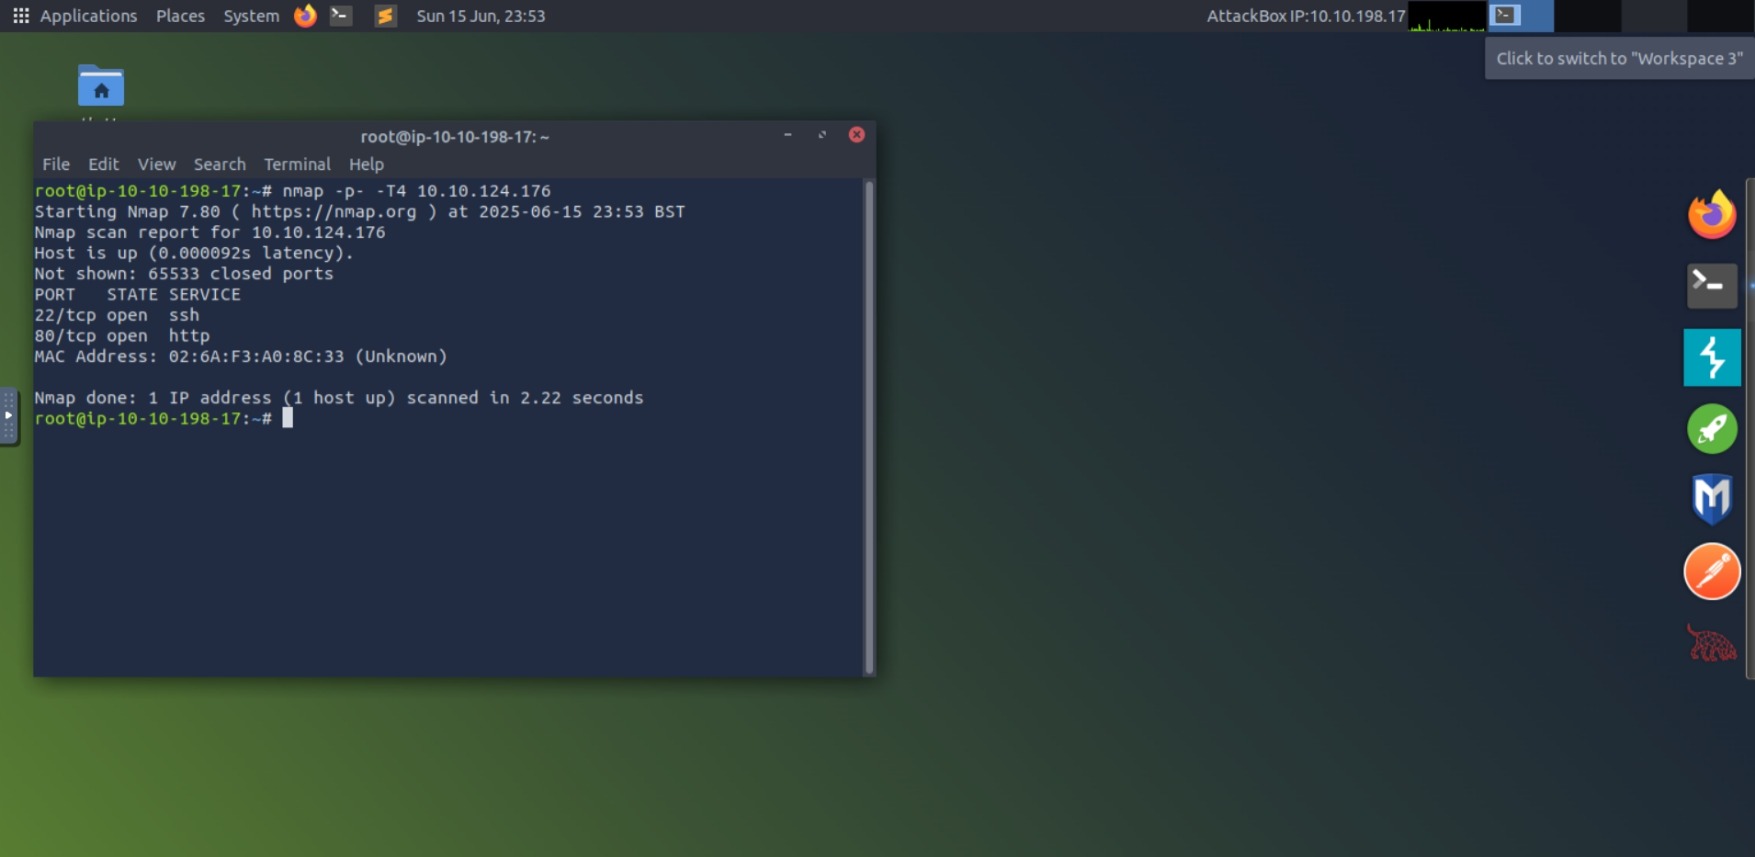 Applications Places System Sun 15 Jun, 23:53 AttackBox IP:10.10.198.17
Click to switch to "Workspace 3"
root@ip-10-10-198-17: ~
File Edit View Search Terminal Help
root@ip-10-10-198-17:~# nmap -p- -T4 10.10.124.176
Starting Nmap 7.80 ( https://nmap.org ) at 2025-06-15 23:53 BST
Nmap scan report for 10.10.124.176
Host is up (0.000092s latency).
Not shown: 65533 closed ports
PORT   STATE SERVICE
22/tcp open  ssh
80/tcp open  http
MAC Address: 02:6A:F3:A0:8C:33 (Unknown)
Nmap done: 1 IP address (1 host up) scanned in 2.22 seconds
root@ip-10-10-198-17:~#